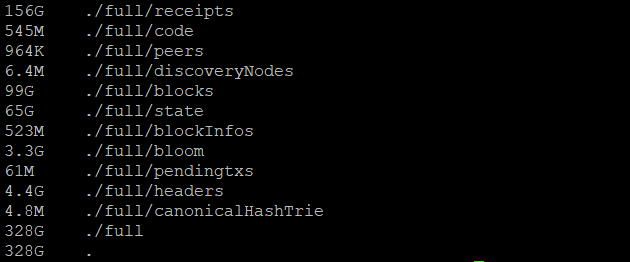 156G ./full/receipts
545M ./full/code
964K ./full/peers
6.4M ./full/discoveryNodes
99G ./full/blocks
65G ./full/state
523M ./full/blockInfos
3.3G ./full/bloom
61M ./full/pendingtxs
4.4G ./full/headers
4.8M ./full/canonicalHashTrie
328G ./full
328G .